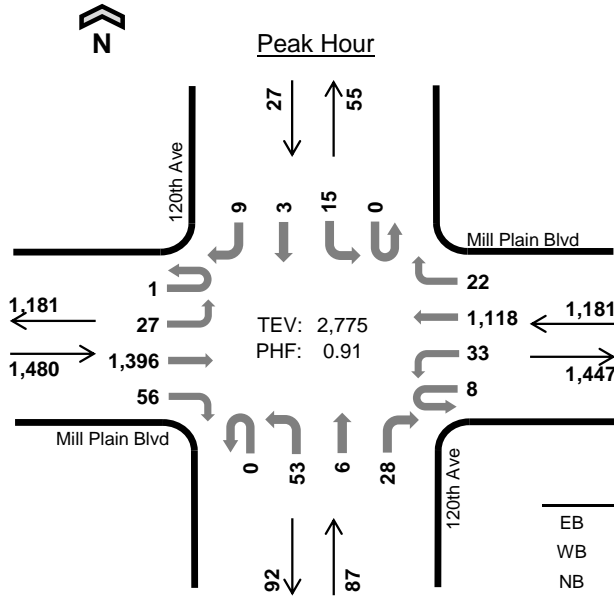 N
Peak Hour
27
55
120th Ave
9
3
15
0
Mill Plain Blvd
1
22
1,181
27
TEV: 2,775
1,118
1,181
PHF: 0.91
1,480
1,396
33
1,447
56
8
Mill Plain Blvd
0
53
6
28
120th Ave
EB
WB
NB
92
87